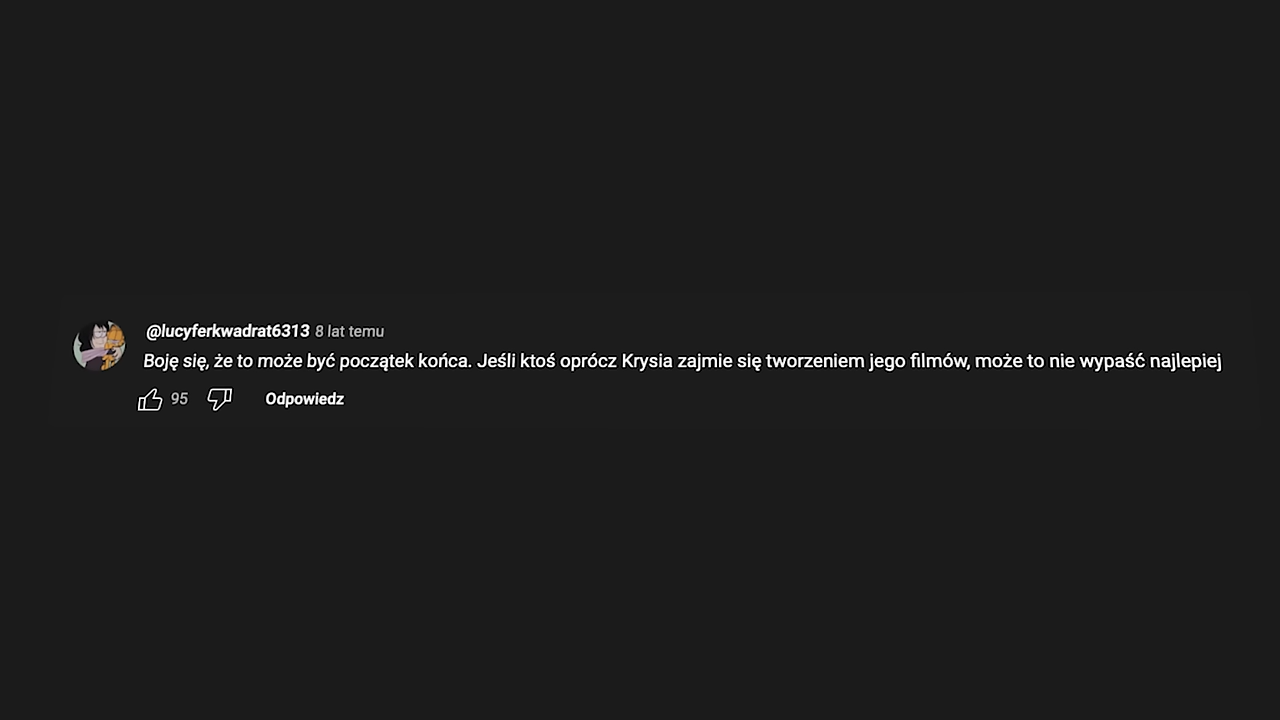 @lucyferkwadrat6313 8 lat temu
Boję się, że to może być początek końca. Jeśli ktoś oprócz Krysia zajmie się tworzeniem jego filmów, może to nie wypaść najlepiej
95 Odpowiedz